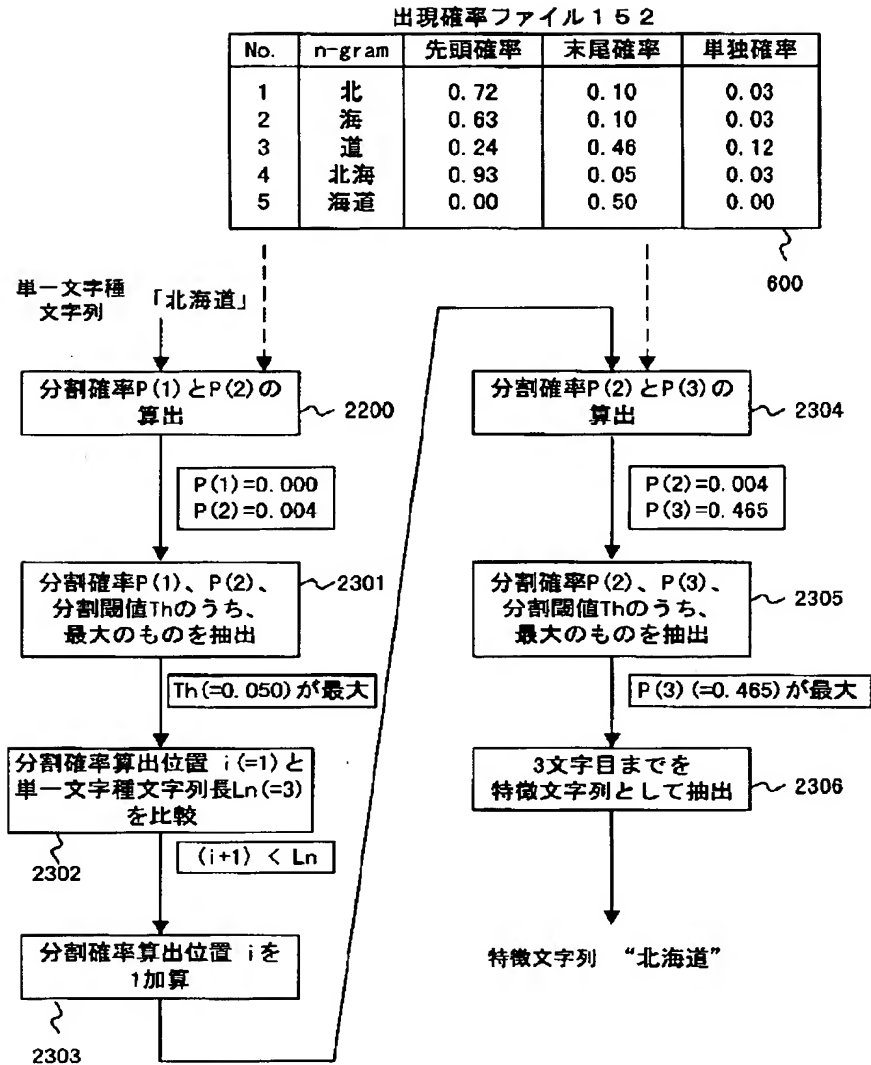 出現確率ファイル152
No. n-gram 先頭確率 末尾確率 単独確率
1 北 0.72 0.10 0.03
2 海 0.63 0.10 0.03
3 道 0.24 0.46 0.12
4 北海 0.93 0.05 0.03
5 海道 0.00 0.50 0.00
600
単一文字種
文字列
「北海道」
分割確率P(1)とP(2)の
算出
2200
P(1)=0.000
P(2)=0.004
分割確率P(1)、P(2)、
分割閾値Thのうち、
最大のものを抽出
2301
Th(=0.050)が最大
分割確率算出位置 i(=1)と
単一文字種文字列長Ln(=3)
を比較
2302
(i+1) < Ln
分割確率算出位置 iを
1加算
2303
分割確率P(2)とP(3)の
算出
2304
P(2)=0.004
P(3)=0.465
分割確率P(2)、P(3)、
分割閾値Thのうち、
最大のものを抽出
2305
P(3)(=0.465)が最大
3文字目までを
特徴文字列として抽出
2306
特徴文字列 “北海道”